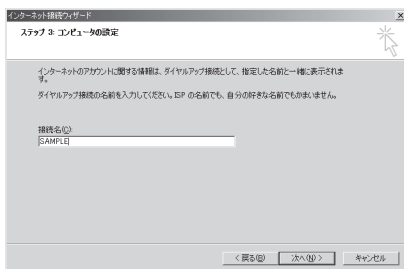 インターネット接続ウィザード
ステップ 3: コンピュータの設定
インターネットのアカウントに関する情報は、ダイヤルアップ接続として、指定した名前と一緒に表示されま
す。
ダイヤルアップ接続の名前を入力してください。ISP の名前でも、自分の好きな名前でもかまいません。
接続名(C):
SAMPLE
< 戻る(B)
次へ(N) >
キャンセル